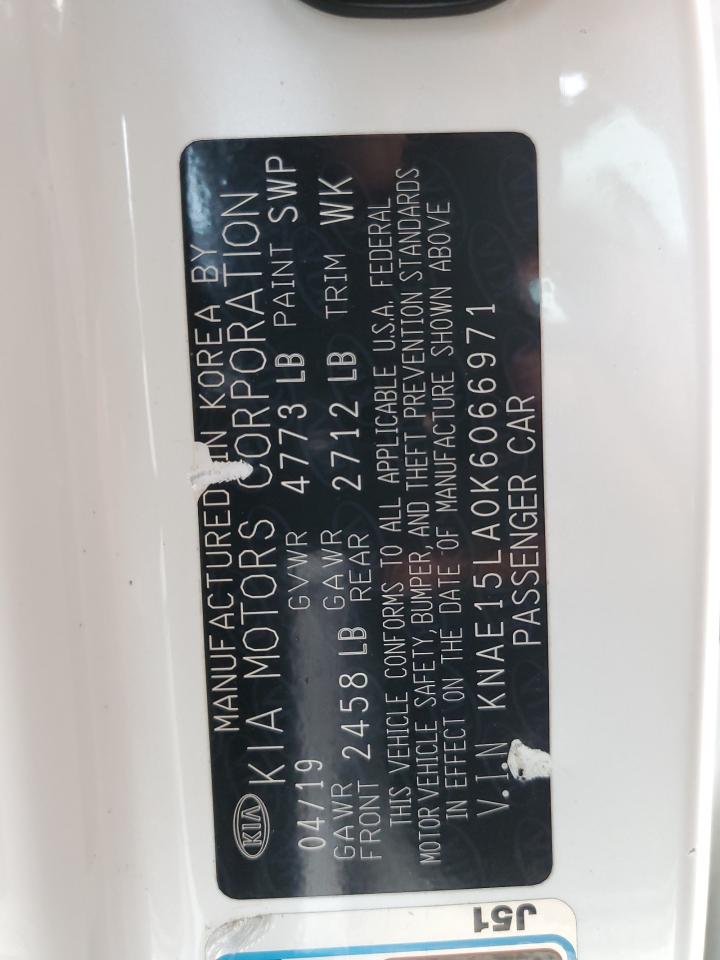 KIA
MANUFACTURED IN KOREA BY
KIA MOTORS CORPORATION
04/19 GVWR 4773 LB PAINT SWP
GAWR FRONT 2458 LB GAWR REAR 2712 LB TRIM WK
THIS VEHICLE CONFORMS TO ALL APPLICABLE U.S.A. FEDERAL
MOTOR VEHICLE SAFETY, BUMPER, AND THEFT PREVENTION STANDARDS
IN EFFECT ON THE DATE OF MANUFACTURE SHOWN ABOVE
V.I.N KNAE15LA0K6066971
PASSENGER CAR
J51